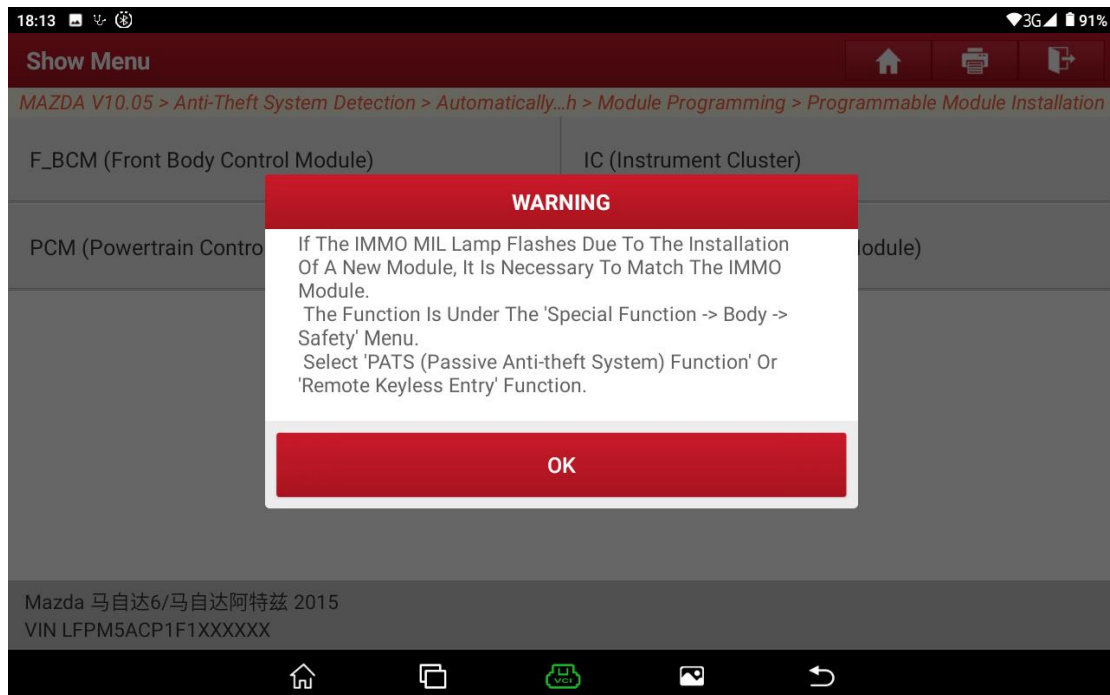 18:13
3G 91%
Show Menu
MAZDA V10.05 > Anti-Theft System Detection > Automatically...h > Module Programming > Programmable Module Installation
F_BCM (Front Body Control Module)
IC (Instrument Cluster)
PCM (Powertrain Contro
odule)
WARNING
If The IMMO MIL Lamp Flashes Due To The Installation
Of A New Module, It Is Necessary To Match The IMMO
Module.
The Function Is Under The 'Special Function -> Body ->
Safety' Menu.
Select 'PATS (Passive Anti-theft System) Function' Or
'Remote Keyless Entry' Function.
OK
Mazda 马自达6/马自达阿特兹 2015
VIN LFPM5ACP1F1XXXXXX
VCI